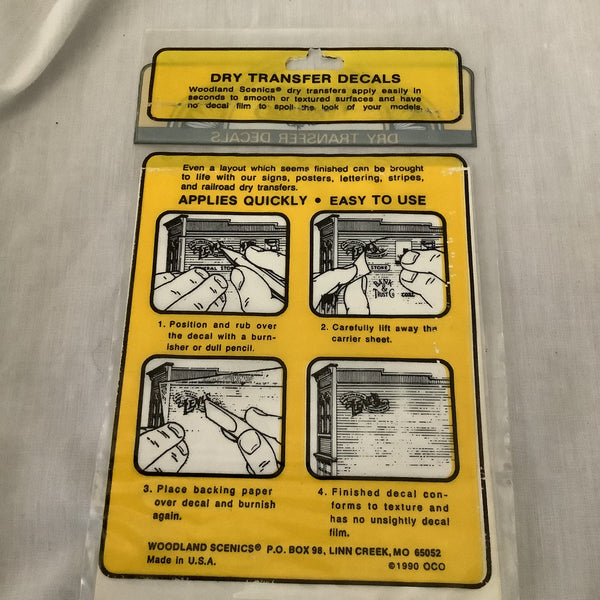 DRY TRANSFER DECALS
Woodland Scenics® dry transfers apply easily in
seconds to smooth or textured surfaces and have
no decal film to spoil the look of your models.
DRY TRANSFER DECALS
Even a layout which seems finished can be brought
to life with our signs, posters, lettering, stripes,
and railroad dry transfers.
APPLIES QUICKLY • EASY TO USE
STORE
BANK
&
TRUST CO
1. Position and rub over
the decal with a burn-
isher or dull pencil.
2. Carefully lift away the
carrier sheet.
3. Place backing paper
over decal and burnish
again.
4. Finished decal con-
forms to texture and
has no unsightly decal
film.
WOODLAND SCENICS® P.O. BOX 98, LINN CREEK, MO 65052
Made in U.S.A. ©1990 OCO